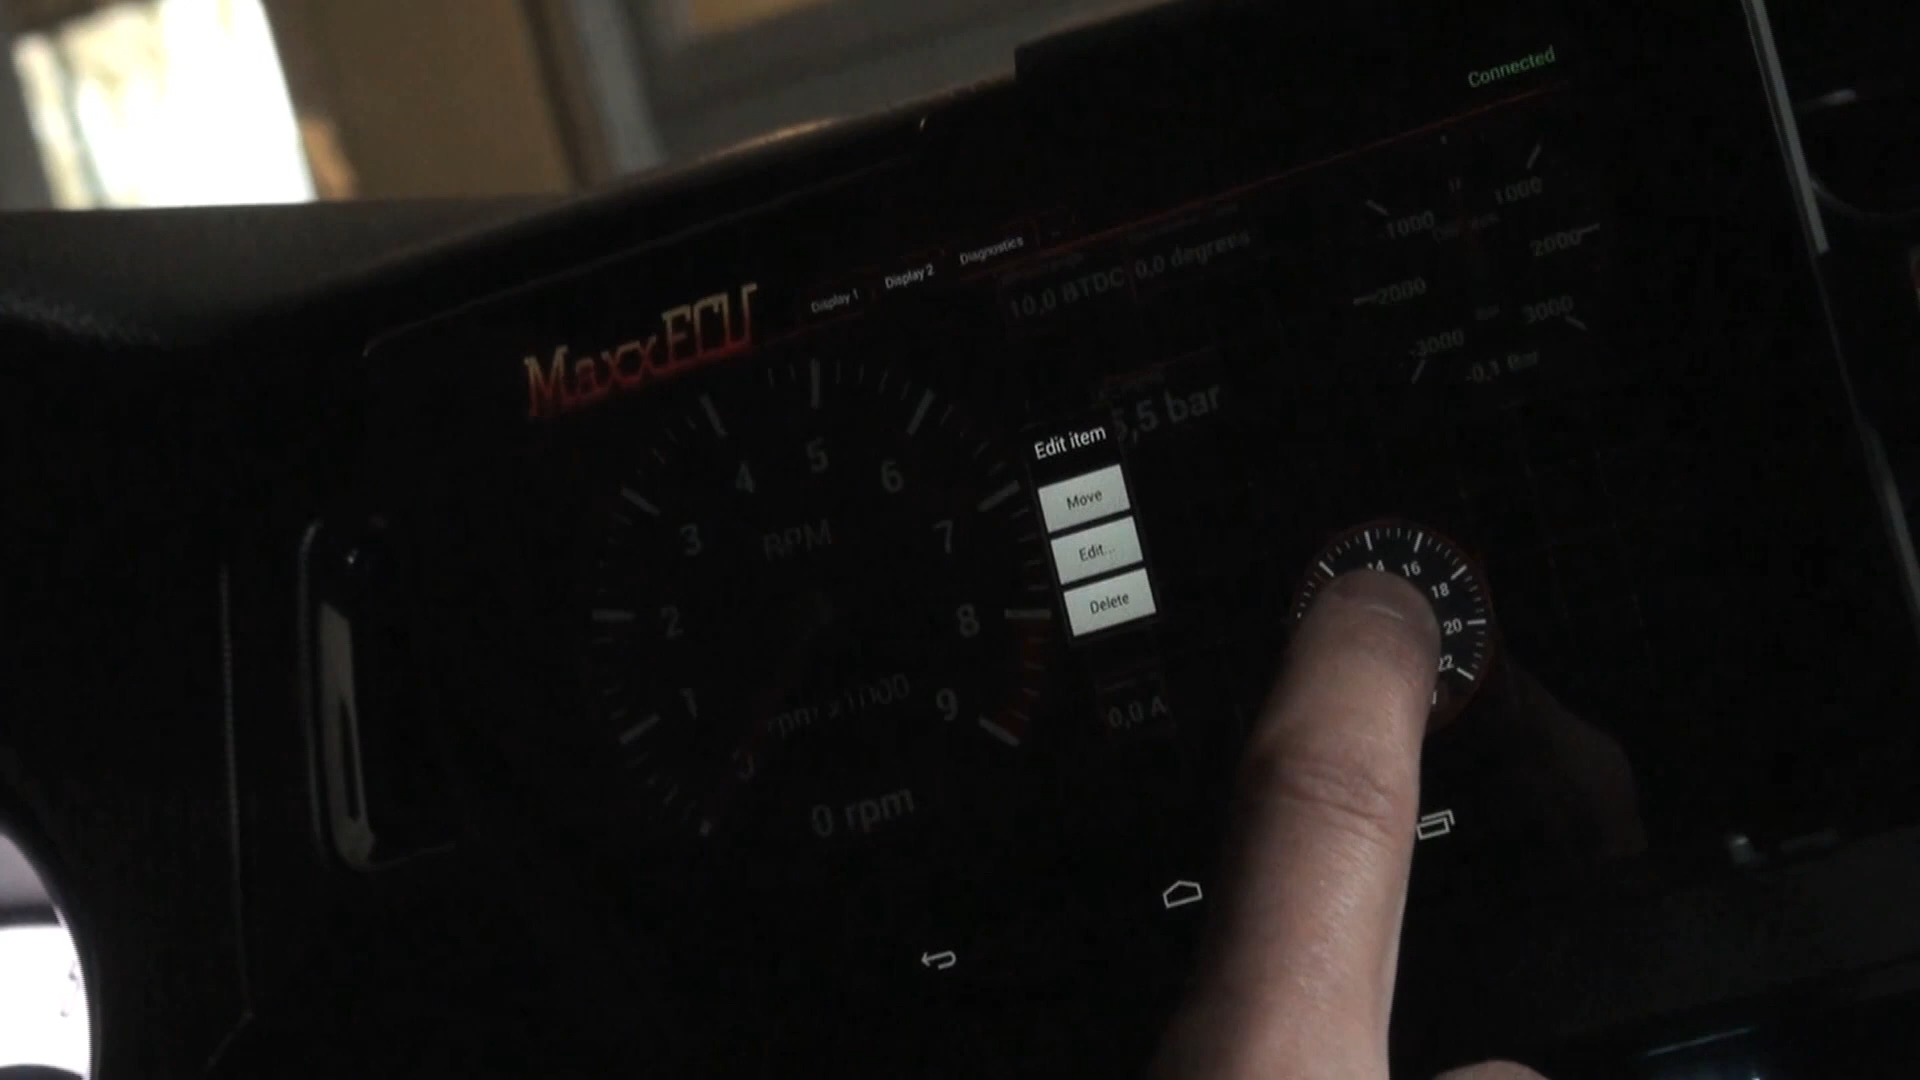 Connected
MaxxECU
Display 1
Display 2
Diagnostics
10,0 BTDC
0,0 degrees
1000
1000
2000
2000
3000
3000
-0,1 Bar
5,5 bar
Edit item
Move
Edit...
Delete
4
5
6
3
RPM
7
2
8
1
rpm x1000
9
0
0 rpm
0,0 A
14
16
18
20
22